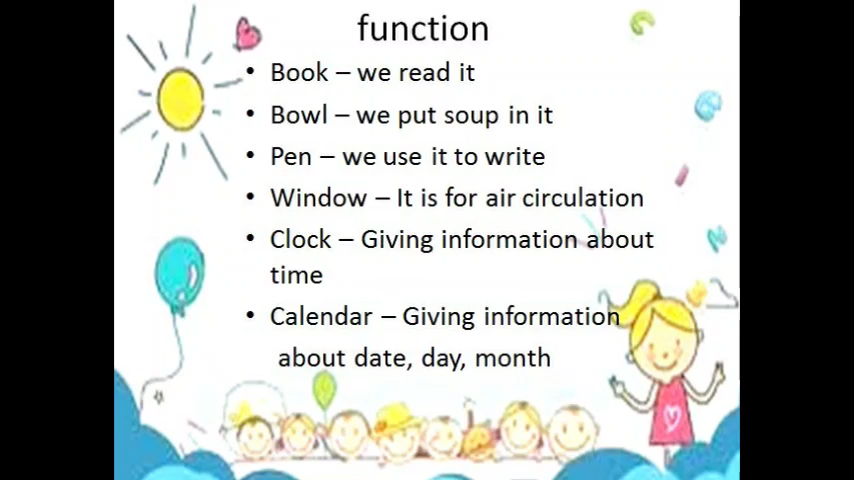 function
• Book – we read it
• Bowl – we put soup in it
• Pen – we use it to write
• Window – It is for air circulation
• Clock – Giving information about
time
• Calendar – Giving information
about date, day, month